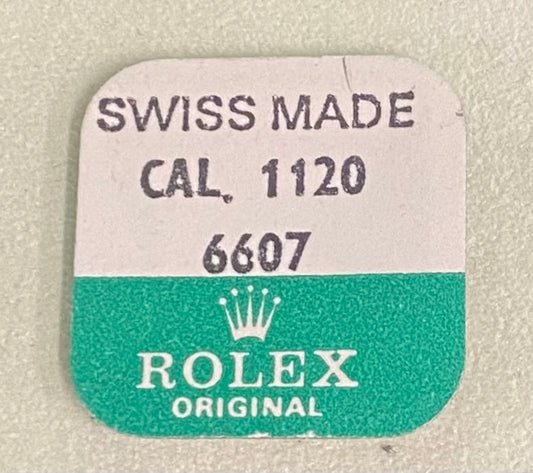 SWISS MADE
CAL. 1120
6607
ROLEX
ORIGINAL